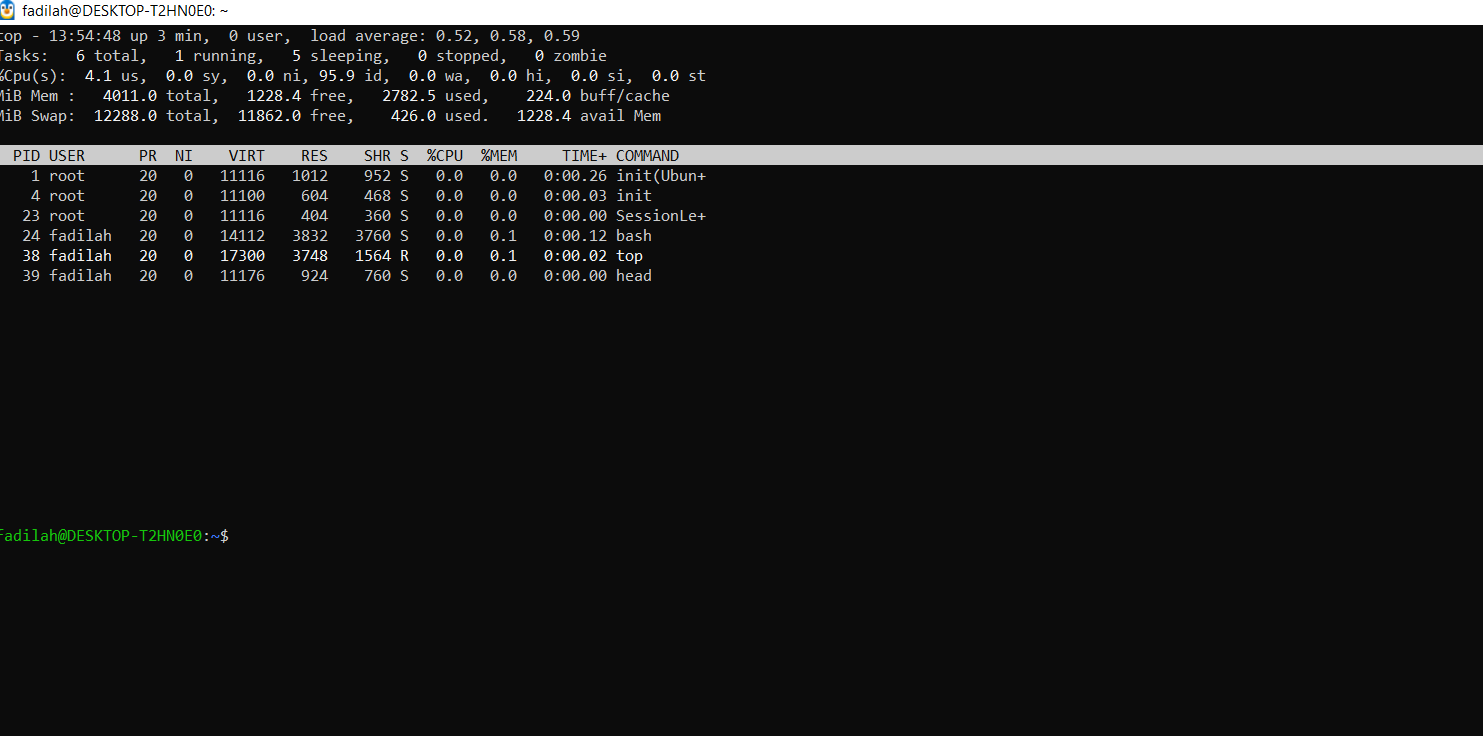 fadilah@DESKTOP-T2HN0E0: ~
top - 13:54:48 up 3 min,  0 user,  load average: 0.52, 0.58, 0.59
Tasks:   6 total,   1 running,   5 sleeping,   0 stopped,   0 zombie
%Cpu(s):  4.1 us,  0.0 sy,  0.0 ni, 95.9 id,  0.0 wa,  0.0 hi,  0.0 si,  0.0 st
MiB Mem :   4011.0 total,   1228.4 free,   2782.5 used,    224.0 buff/cache
MiB Swap:  12288.0 total,  11862.0 free,    426.0 used.   1228.4 avail Mem
PID USER      PR  NI    VIRT    RES    SHR S  %CPU  %MEM     TIME+ COMMAND
1 root      20   0   11116   1012    952 S   0.0   0.0   0:00.26 init(Ubun+
4 root      20   0   11100    604    468 S   0.0   0.0   0:00.03 init
23 root      20   0   11116    404    360 S   0.0   0.0   0:00.00 SessionLe+
24 fadilah   20   0   14112   3832   3760 S   0.0   0.1   0:00.12 bash
38 fadilah   20   0   17300   3748   1564 R   0.0   0.1   0:00.02 top
39 fadilah   20   0   11176    924    760 S   0.0   0.0   0:00.00 head
fadilah@DESKTOP-T2HN0E0:~$